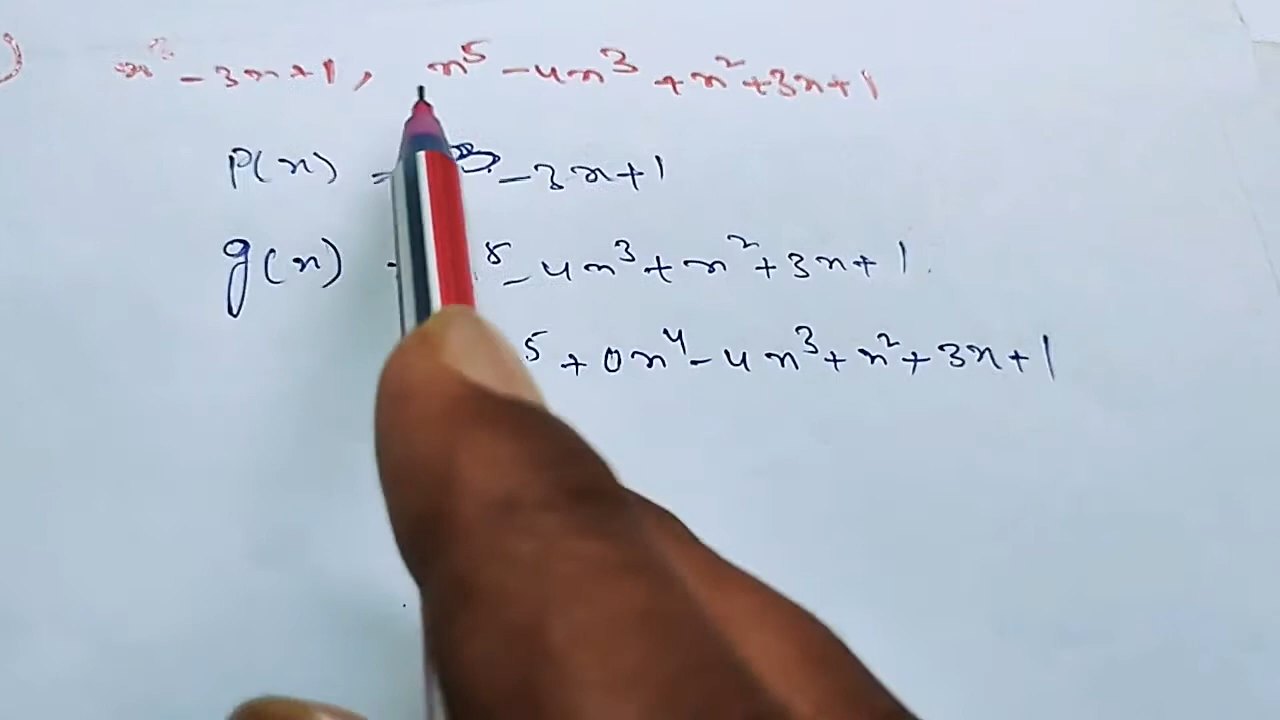 ) x³ - 3x + 1, x⁵ - 4x³ + x² + 3x + 1
P(x) = - 3x + 1
g(x) - ⁵ - 4x³ + x² + 3x + 1.
⁵ + 0x⁴ - 4x³ + x² + 3x + 1